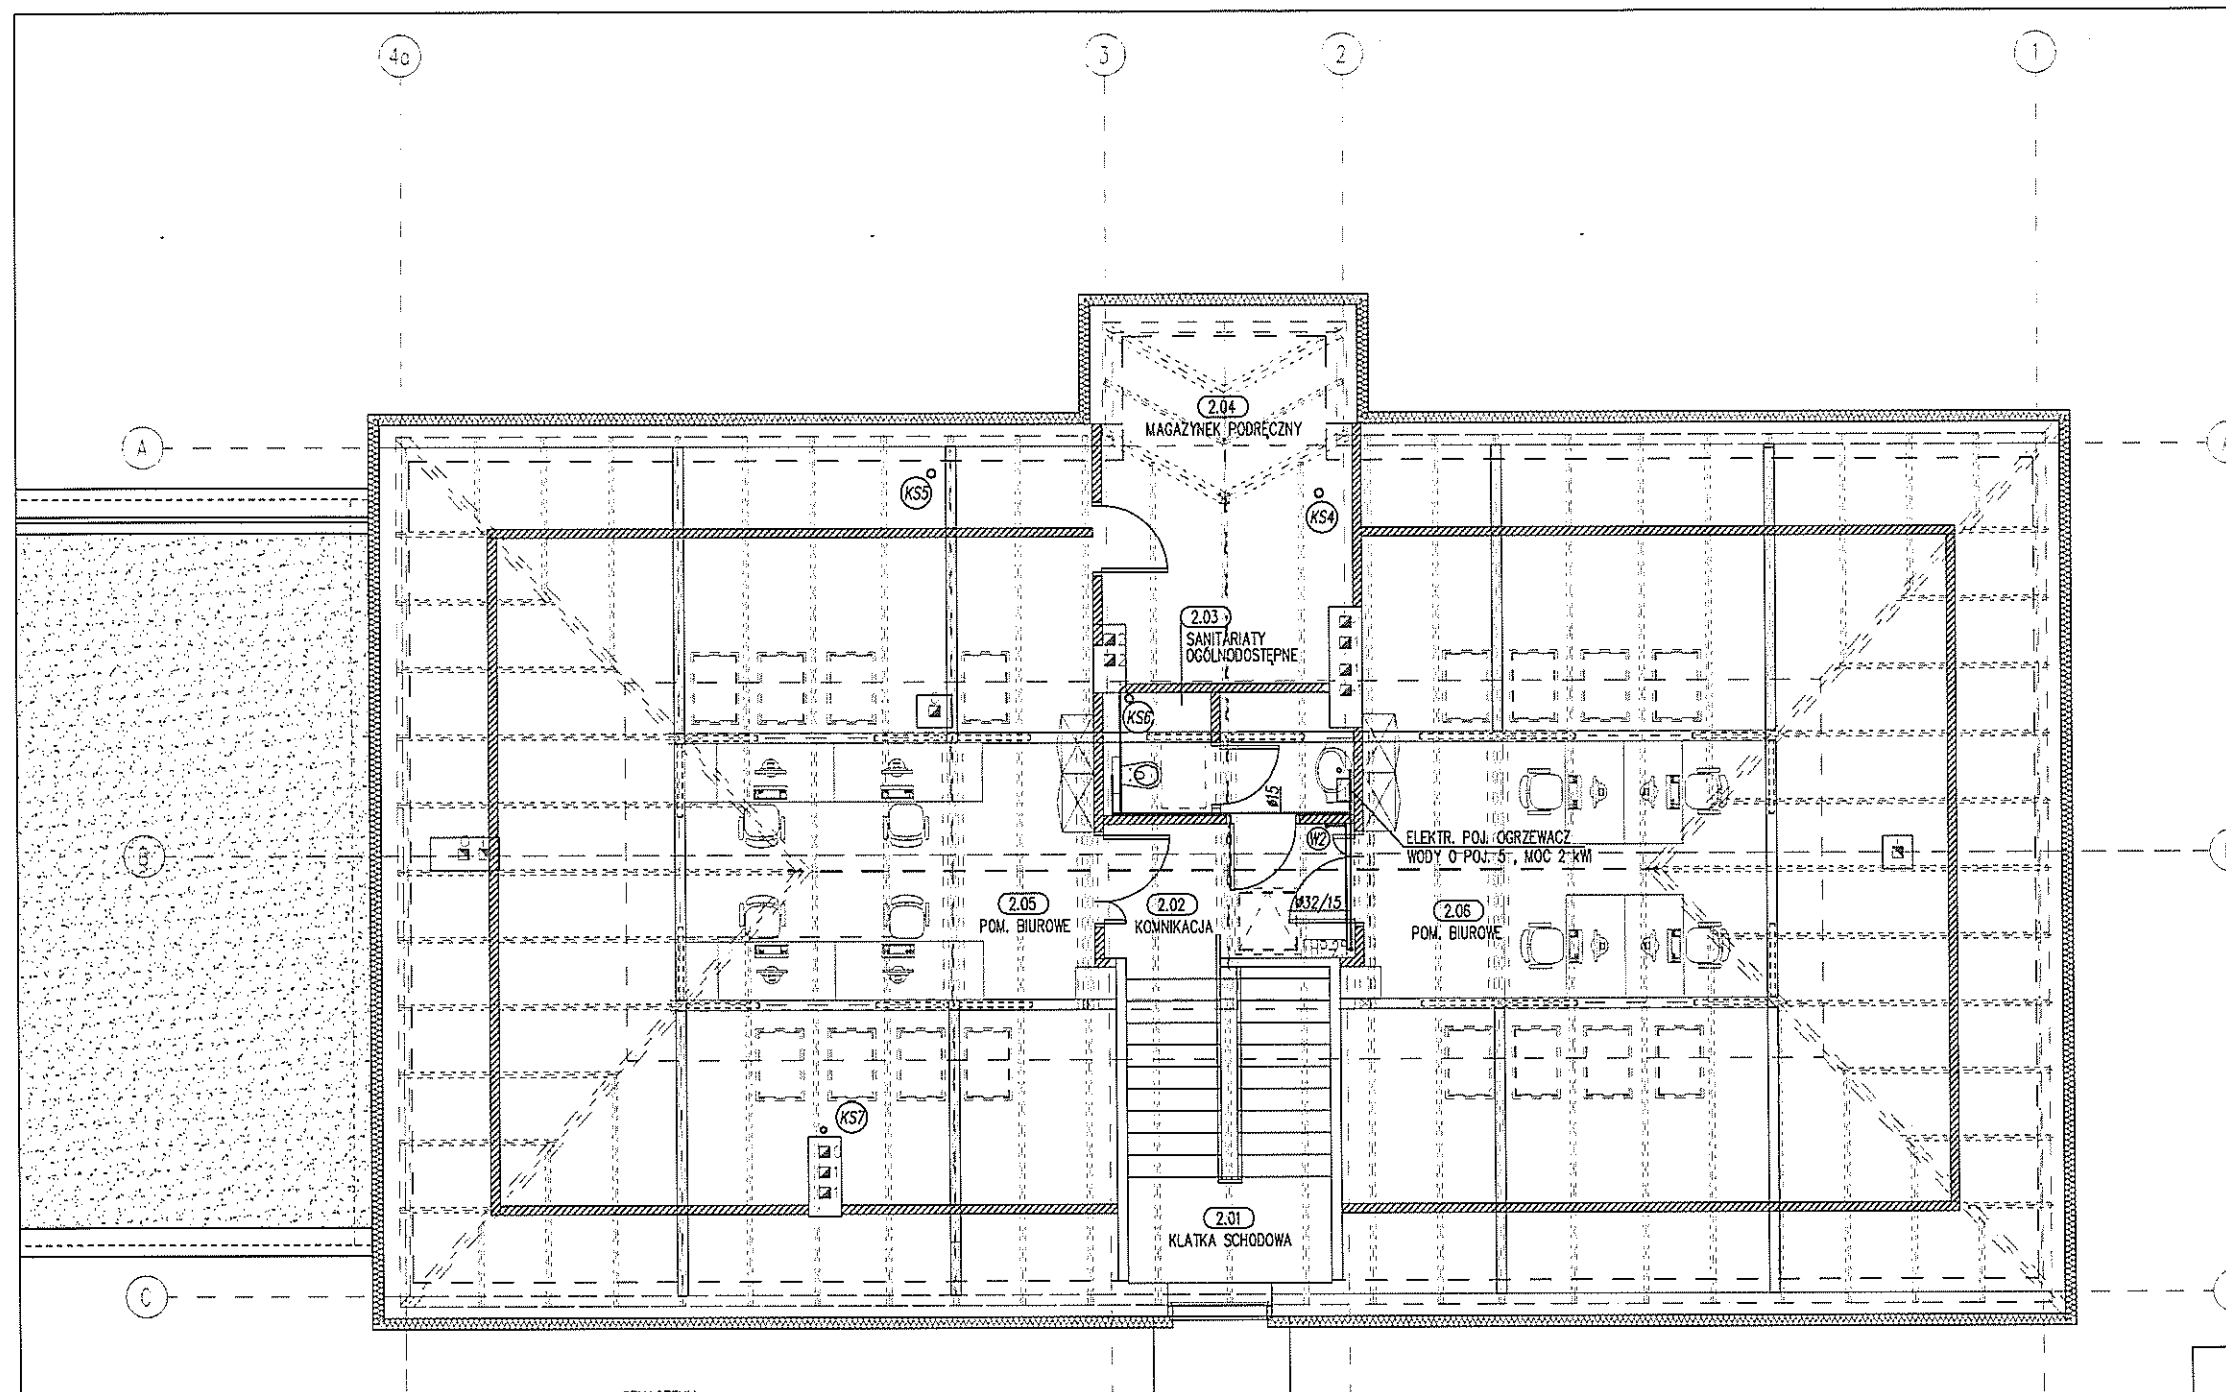 4a
3
2
1
2.04
MAGAZYNEK PODRĘCZNY
A
KS5
KS4
2.03
SANITARIATY
OGÓLNODOSTĘPNE
KS6
ø15
W2
ELEKTR. POJ. OGRZEWACZ
WODY O POJ. 5 , MOC 2 kW
B
2.05
POM. BIUROWE
2.02
KOMNIKACJA
ø32/15
2.06
POM. BIUROWE
KS7
2.01
KLATKA SCHODOWA
C